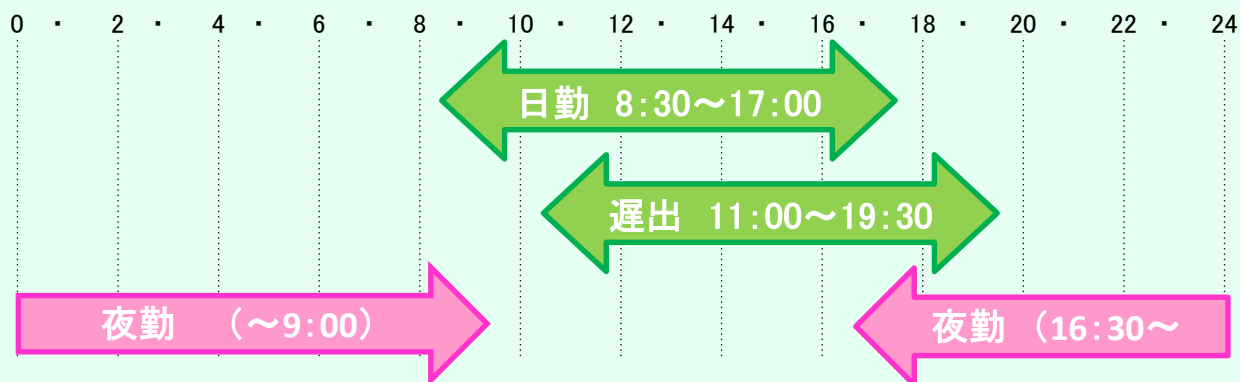 0 ・ 2 ・ 4 ・ 6 ・ 8 ・ 10 ・ 12 ・ 14 ・ 16 ・ 18 ・ 20 ・ 22 ・ 24
日勤 8:30～17:00
遅出 11:00～19:30
夜勤 （～9:00）
夜勤 （16:30～